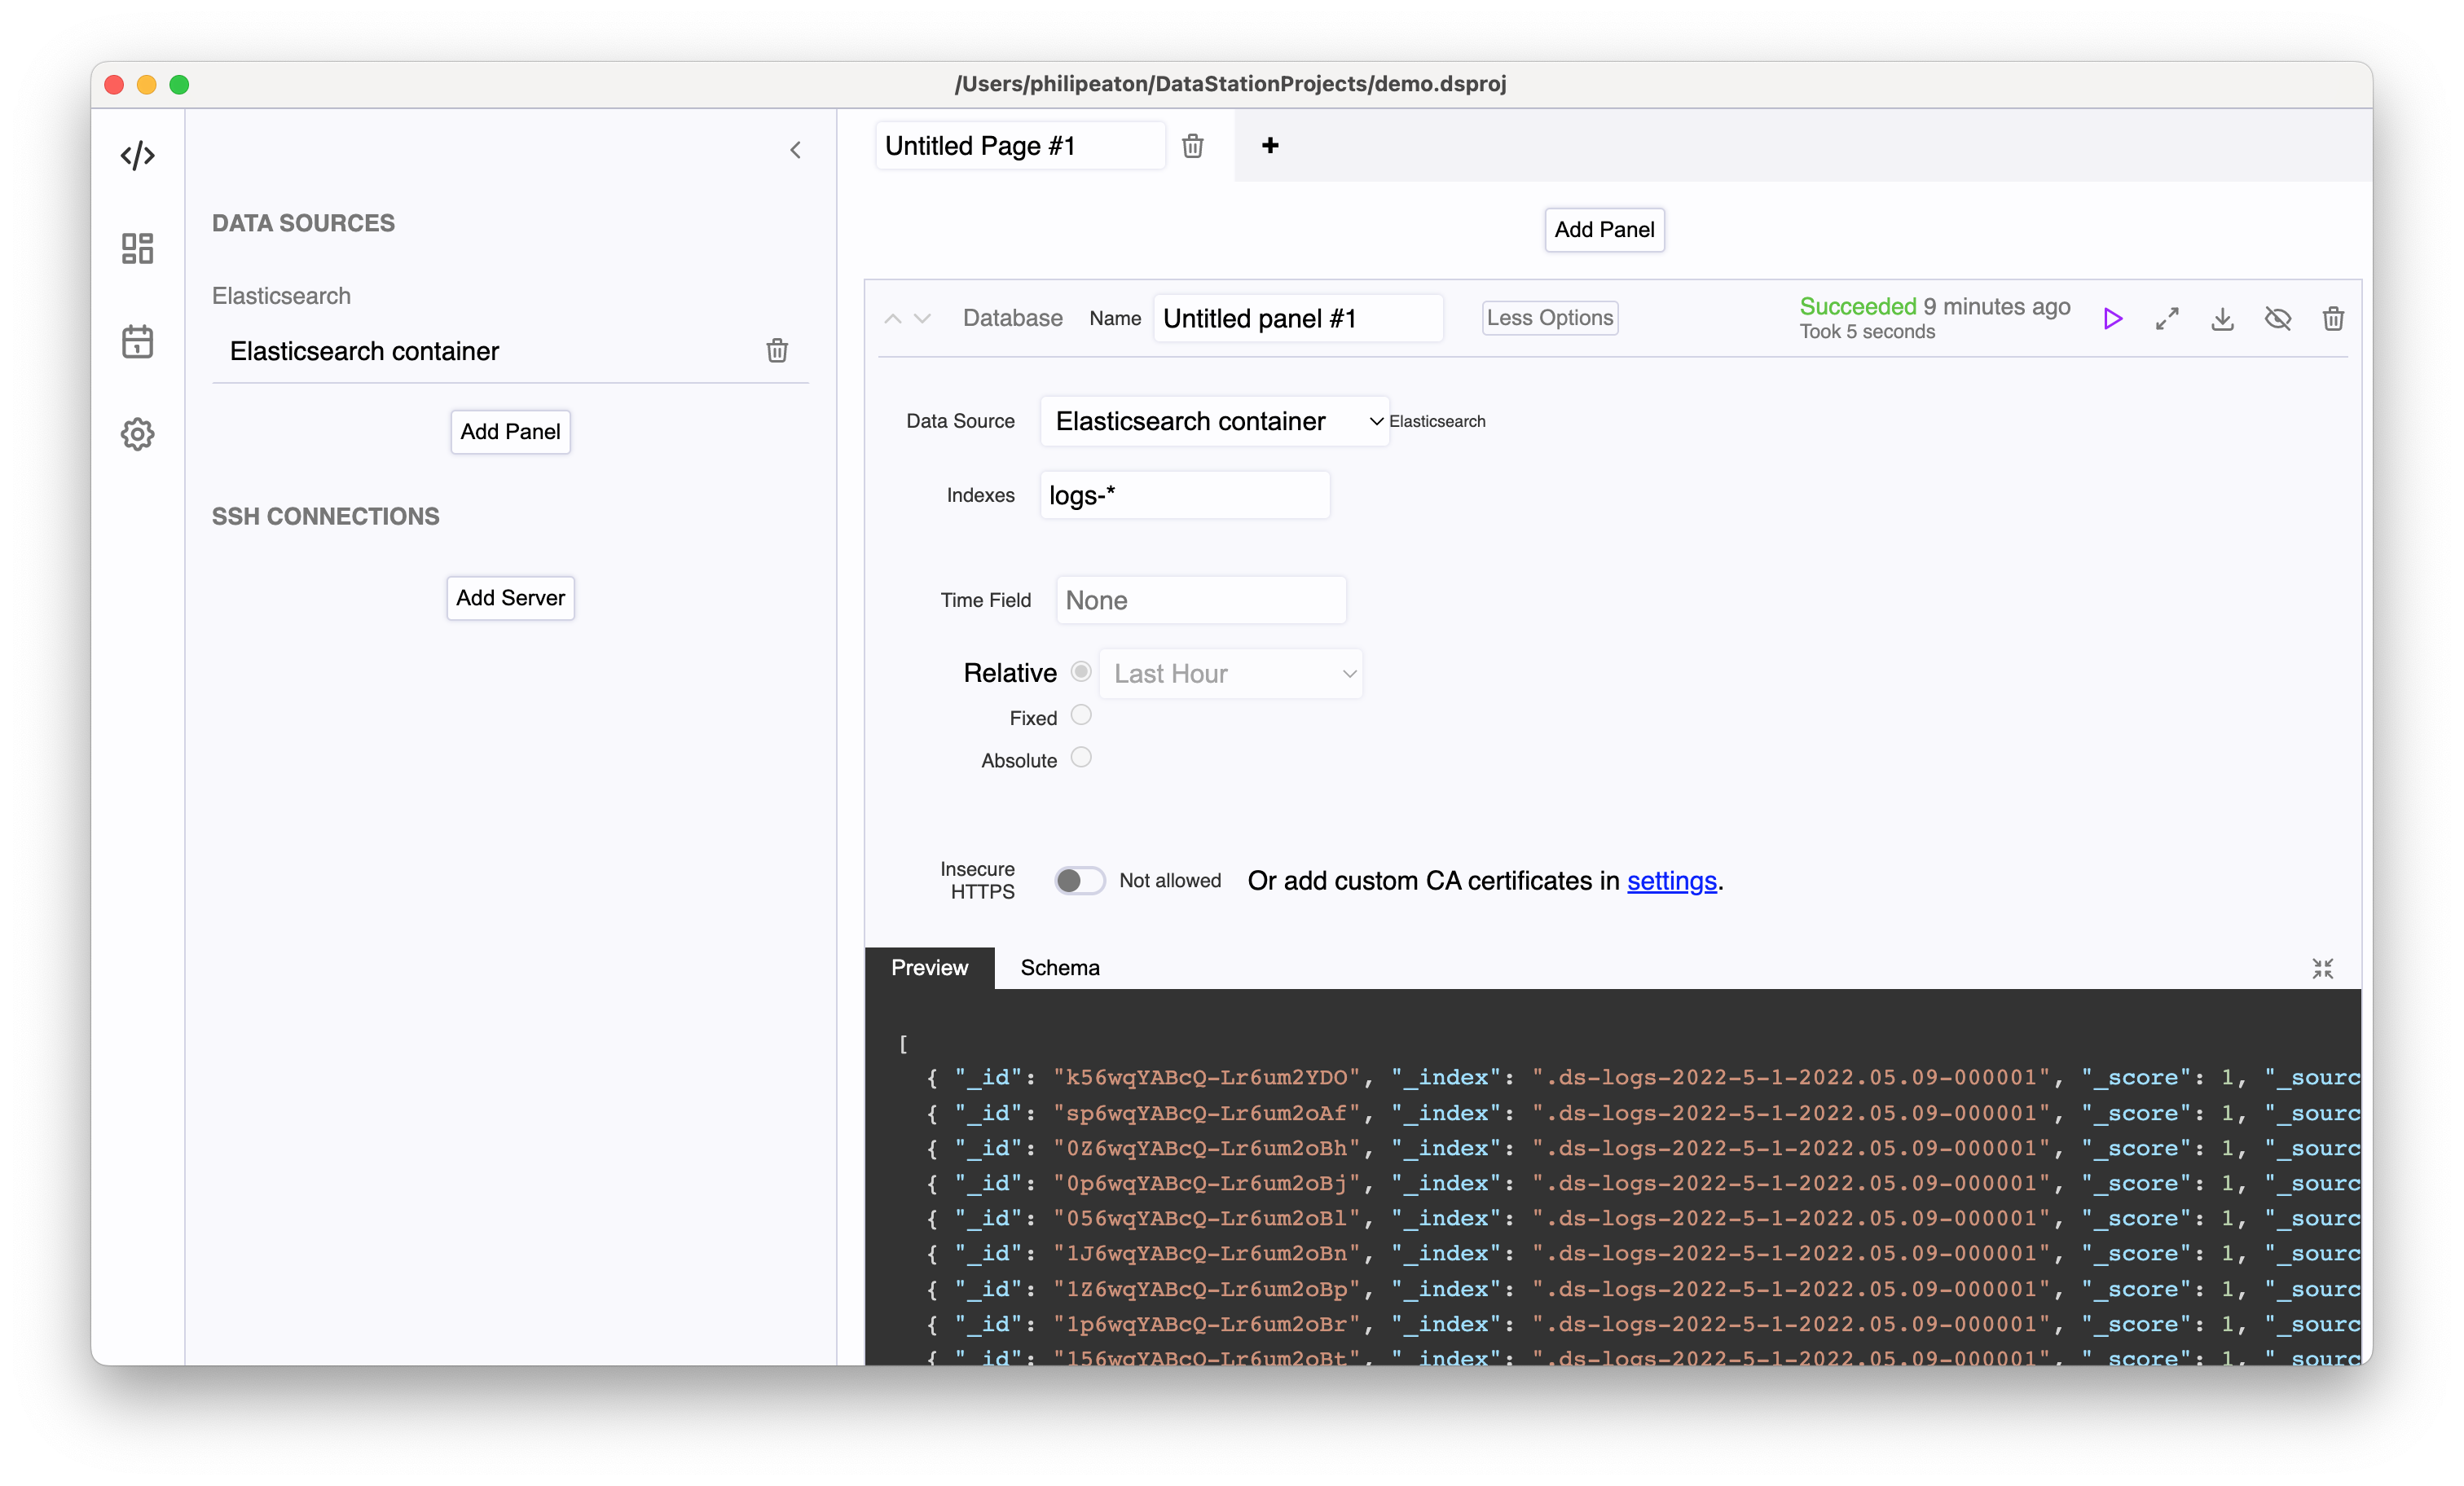 /Users/philipeaton/DataStationProjects/demo.dsproj
DATA SOURCES
Elasticsearch
Elasticsearch container
Add Panel
SSH CONNECTIONS
Add Server
Untitled Page #1
+
Add Panel
Database Name Untitled panel #1 Less Options Succeeded 9 minutes ago
Took 5 seconds
Data Source Elasticsearch container Elasticsearch
Indexes logs-*
Time Field None
Relative Last Hour
Fixed
Absolute
Insecure
HTTPS
Not allowed Or add custom CA certificates in settings.
Preview Schema
[
{ "_id": "k56wqYABcQ-Lr6um2YDO", "_index": ".ds-logs-2022-5-1-2022.05.09-000001", "_score": 1, "_sourc
{ "_id": "sp6wqYABcQ-Lr6um2oAf", "_index": ".ds-logs-2022-5-1-2022.05.09-000001", "_score": 1, "_sourc
{ "_id": "0Z6wqYABcQ-Lr6um2oBh", "_index": ".ds-logs-2022-5-1-2022.05.09-000001", "_score": 1, "_sourc
{ "_id": "0p6wqYABcQ-Lr6um2oBj", "_index": ".ds-logs-2022-5-1-2022.05.09-000001", "_score": 1, "_sourc
{ "_id": "056wqYABcQ-Lr6um2oBl", "_index": ".ds-logs-2022-5-1-2022.05.09-000001", "_score": 1, "_sourc
{ "_id": "1J6wqYABcQ-Lr6um2oBn", "_index": ".ds-logs-2022-5-1-2022.05.09-000001", "_score": 1, "_sourc
{ "_id": "1Z6wqYABcQ-Lr6um2oBp", "_index": ".ds-logs-2022-5-1-2022.05.09-000001", "_score": 1, "_sourc
{ "_id": "1p6wqYABcQ-Lr6um2oBr", "_index": ".ds-logs-2022-5-1-2022.05.09-000001", "_score": 1, "_sourc
{ "_id": "156wqYABcQ-Lr6um2oBt", "_index": ".ds-logs-2022-5-1-2022.05.09-000001", "_score": 1, "_sourc